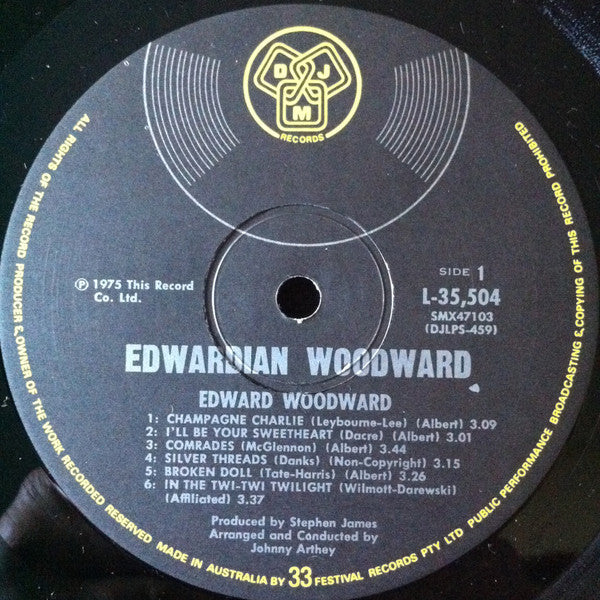 DJM
RECORDS
SIDE 1
L-35,504
SMX47103
(DJLPS-459)
Ⓟ 1975 This Record
Co. Ltd.
EDWARDIAN WOODWARD
EDWARD WOODWARD
1: CHAMPAGNE CHARLIE (Leybourne-Lee) (Albert) 3.09
2: I'LL BE YOUR SWEETHEART (Dacre) (Albert) 3.01
3: COMRADES (McGlennon) (Albert) 3.44
4: SILVER THREADS (Danks) (Non-Copyright) 3.15
5: BROKEN DOLL (Tate-Harris) (Albert) 3.26
6: IN THE TWI-TWI TWILIGHT (Wilmott-Darewski)
(Affiliated) 3.37
Produced by Stephen James
Arranged and Conducted by
Johnny Arthey
ALL RIGHTS OF THE RECORD PRODUCER & OWNER OF THE WORK RECORDED RESERVED MADE IN AUSTRALIA BY 33 FESTIVAL RECORDS PTY LTD PUBLIC PERFORMANCE BROADCASTING & COPYING OF THIS RECORD PROHIBITED